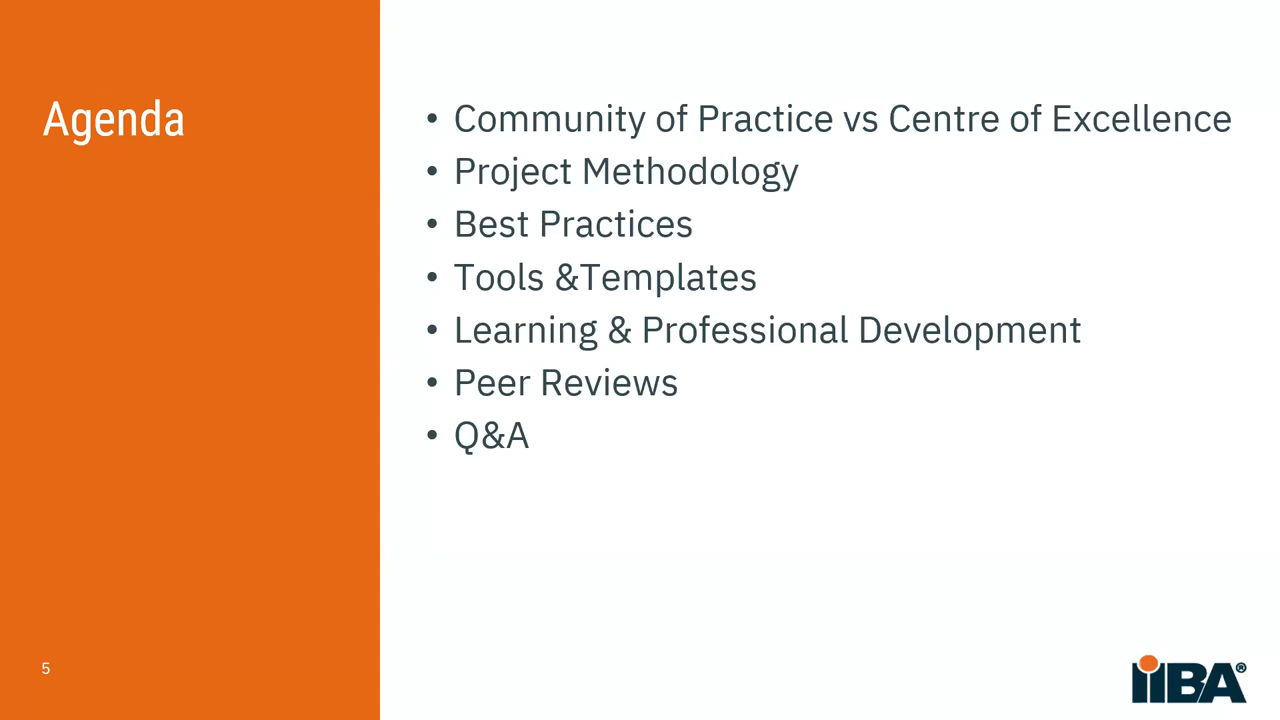 Agenda
• Community of Practice vs Centre of Excellence
• Project Methodology
• Best Practices
• Tools &Templates
• Learning & Professional Development
• Peer Reviews
• Q&A
5
iiBA®